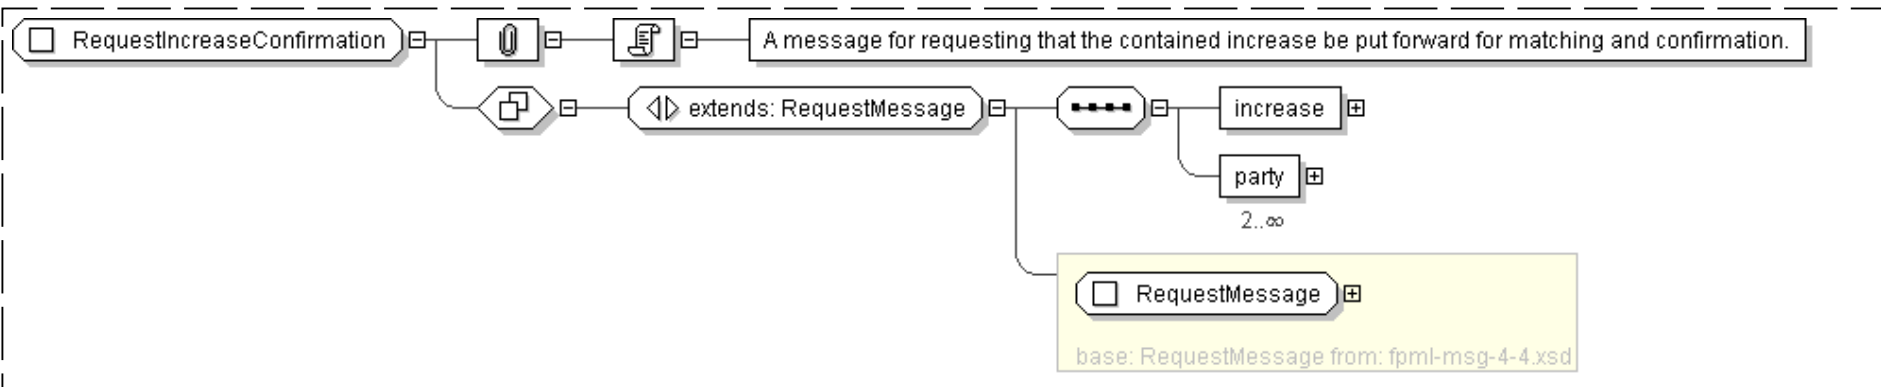 RequestIncreaseConfirmation
A message for requesting that the contained increase be put forward for matching and confirmation.
extends: RequestMessage
increase
party
2..∞
RequestMessage
base: RequestMessage from: fpml-msg-4-4.xsd